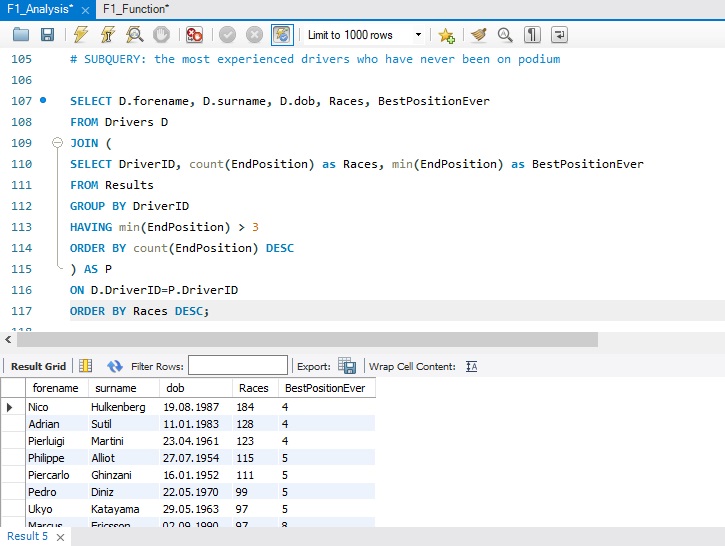 F1_Analysis* F1_Function*
Limit to 1000 rows
105 # SUBQUERY: the most experienced drivers who have never been on podium
106
107 SELECT D.forename, D.surname, D.dob, Races, BestPositionEver
108 FROM Drivers D
109 JOIN (
110 SELECT DriverID, count(EndPosition) as Races, min(EndPosition) as BestPositionEver
111 FROM Results
112 GROUP BY DriverID
113 HAVING min(EndPosition) > 3
114 ORDER BY count(EndPosition) DESC
115 ) AS P
116 ON D.DriverID=P.DriverID
117 ORDER BY Races DESC;
118
Result Grid Filter Rows: Export: Wrap Cell Content: IA
forename surname dob Races BestPositionEver
Nico Hulkenberg 19.08.1987 184 4
Adrian Sutil 11.01.1983 128 4
Pierluigi Martini 23.04.1961 123 4
Philippe Alliot 27.07.1954 115 5
Piercarlo Ghinzani 16.01.1952 111 5
Pedro Diniz 22.05.1970 99 5
Ukyo Katayama 29.05.1963 97 5
Marcus Ericsson 02.09.1990 97 8
Result 5